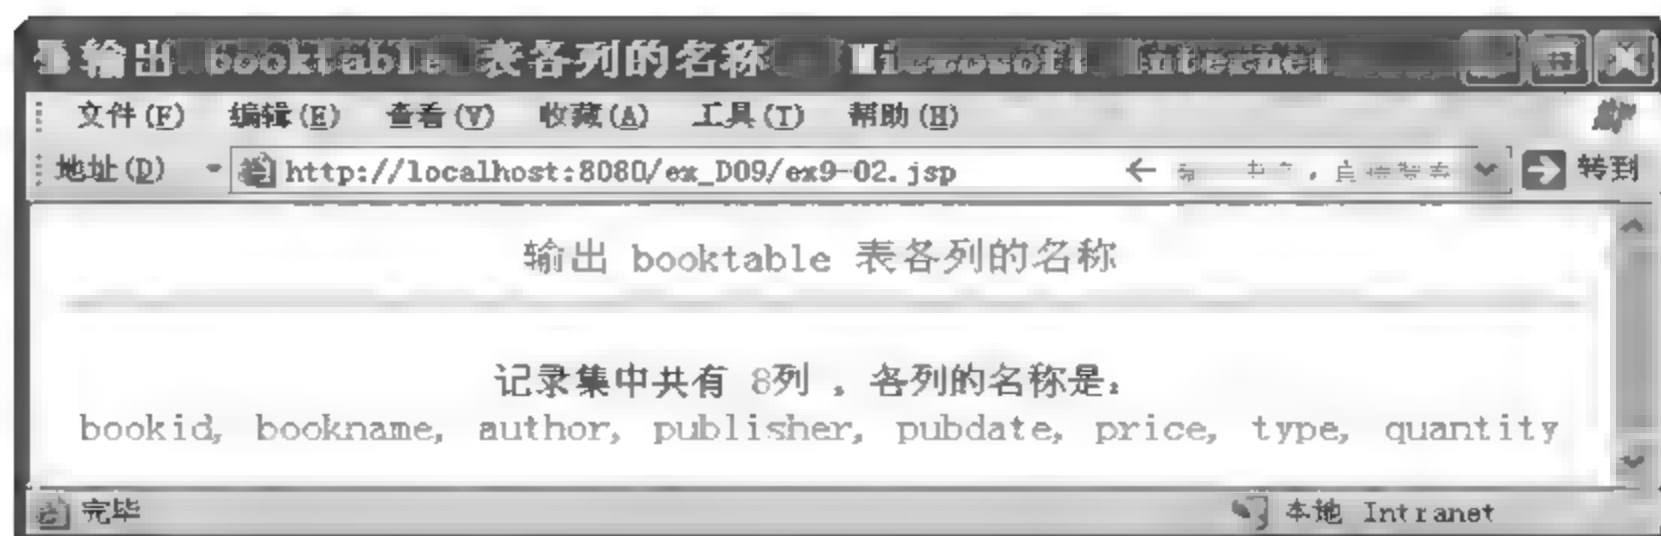 输出 booktable 表各列的名称 Microsoft Internet
文件(F) 编辑(E) 查看(V) 收藏(A) 工具(T) 帮助(H)
地址(D) http://localhost:8080/ex_D09/ex9-02.jsp 转到
输出 booktable 表各列的名称
记录集中共有 8列 ，各列的名称是：
bookid, bookname, author, publisher, pubdate, price, type, quantity
完毕 本地 Intranet